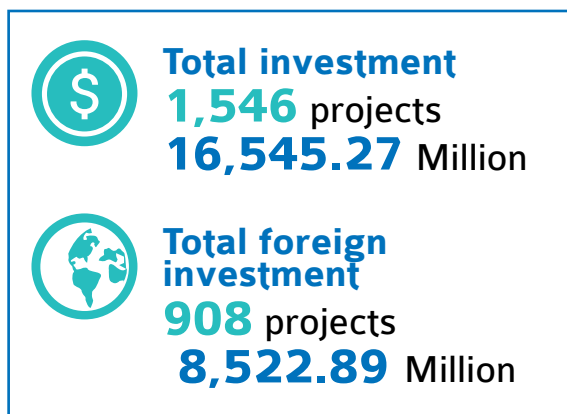 $
Total investment
1,546 projects
16,545.27 Million
Total foreign
investment
908 projects
8,522.89 Million